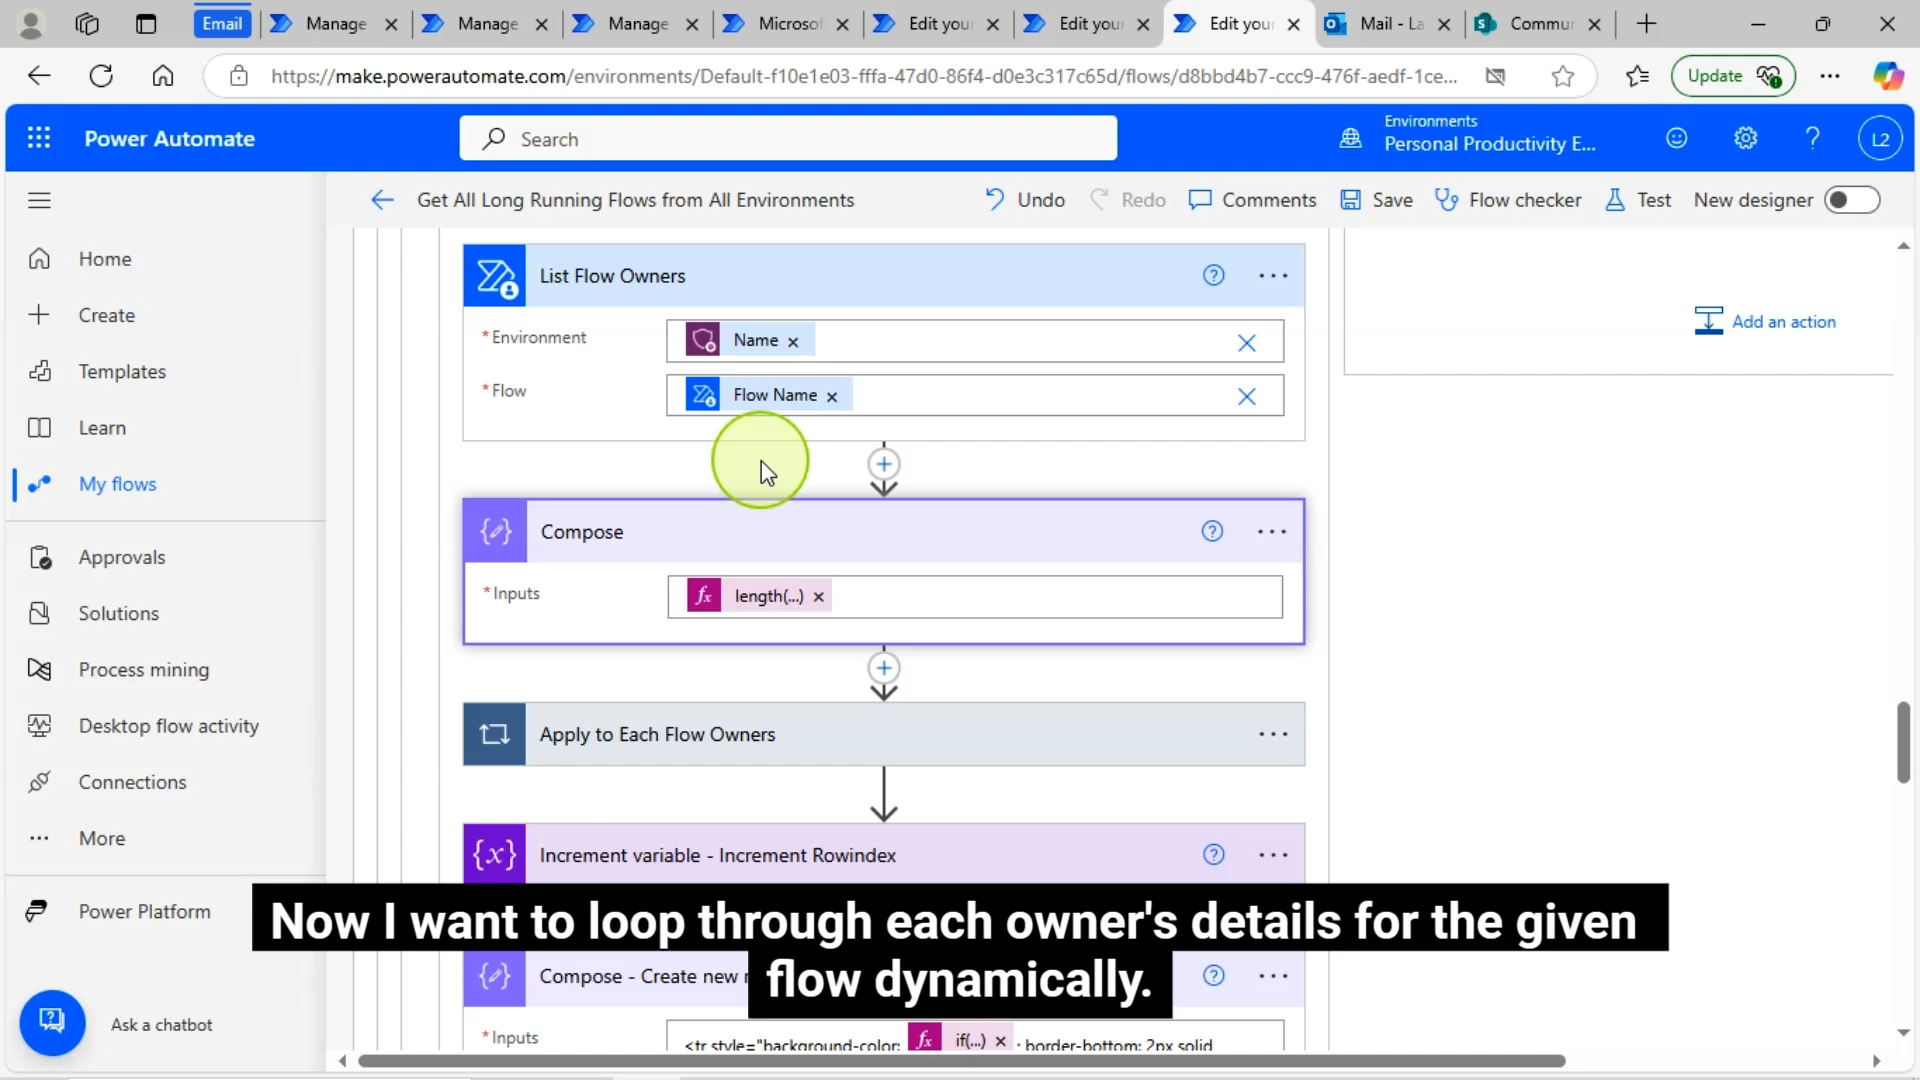 Email
Manage
Manage
Manage
Microsof
Edit your
Edit your
Edit your
Mail - La
Commun
https://make.powerautomate.com/environments/Default-f10e1e03-fffa-47d0-86f4-d0e3c317c65d/flows/d8bbd4b7-ccc9-476f-aedf-1ce...
Update
Power Automate
Search
Environments
Personal Productivity E...
L2
Get All Long Running Flows from All Environments
Undo
Redo
Comments
Save
Flow checker
Test
New designer
Home
Create
Templates
Learn
My flows
Approvals
Solutions
Process mining
Desktop flow activity
Connections
More
Power Platform
Ask a chatbot
List Flow Owners
*Environment
Name
*Flow
Flow Name
Compose
*Inputs
fx length(...)
Apply to Each Flow Owners
{x} Increment variable - Increment Rowindex
Compose - Create new
*Inputs
<tr style="background-color: fx if(...) ; border-bottom: 2px solid
Add an action
Now I want to loop through each owner's details for the given
flow dynamically.